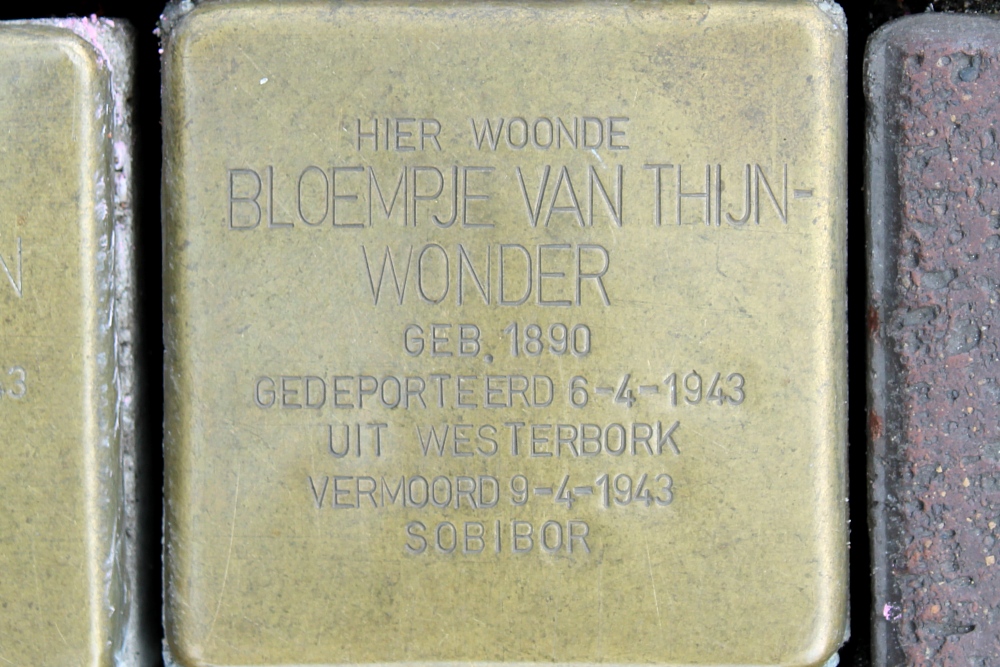 HIER WOONDE
BLOEMPJE VAN THIJN-
WONDER
GEB. 1890
GEDEPORTEERD 6-4-1943
UIT WESTERBORK
VERMOORD 9-4-1943
SOBIBOR